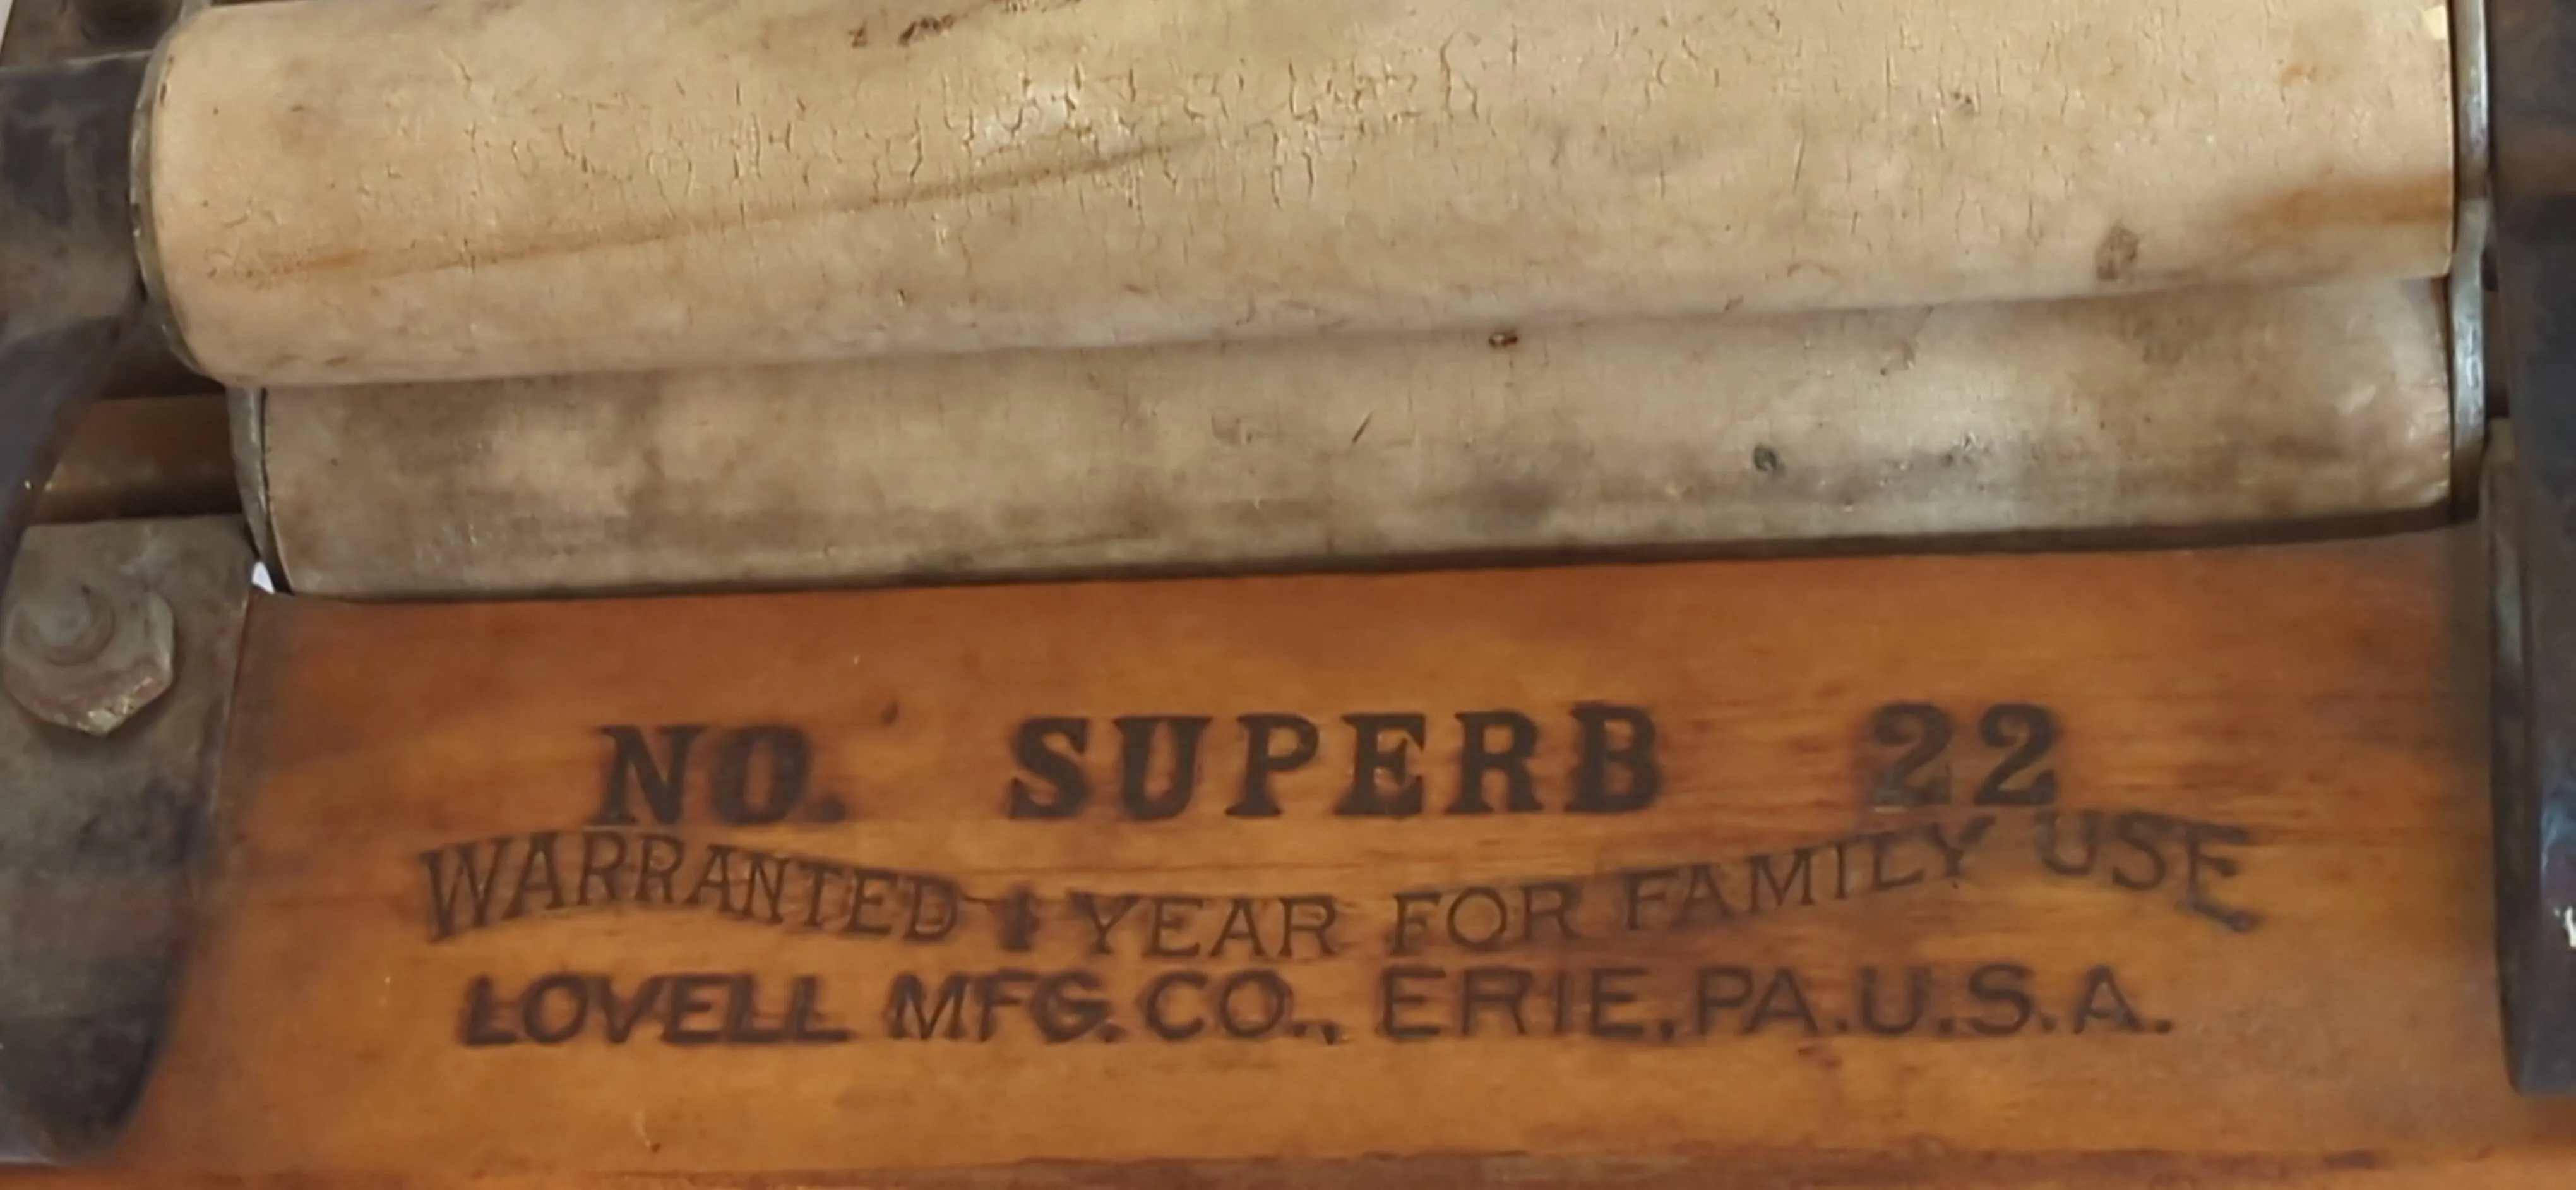 NO. SUPERB 22
WARRANTED 1 YEAR FOR FAMILY USE.
LOVELL MFG.CO., ERIE,PA.U.S.A.